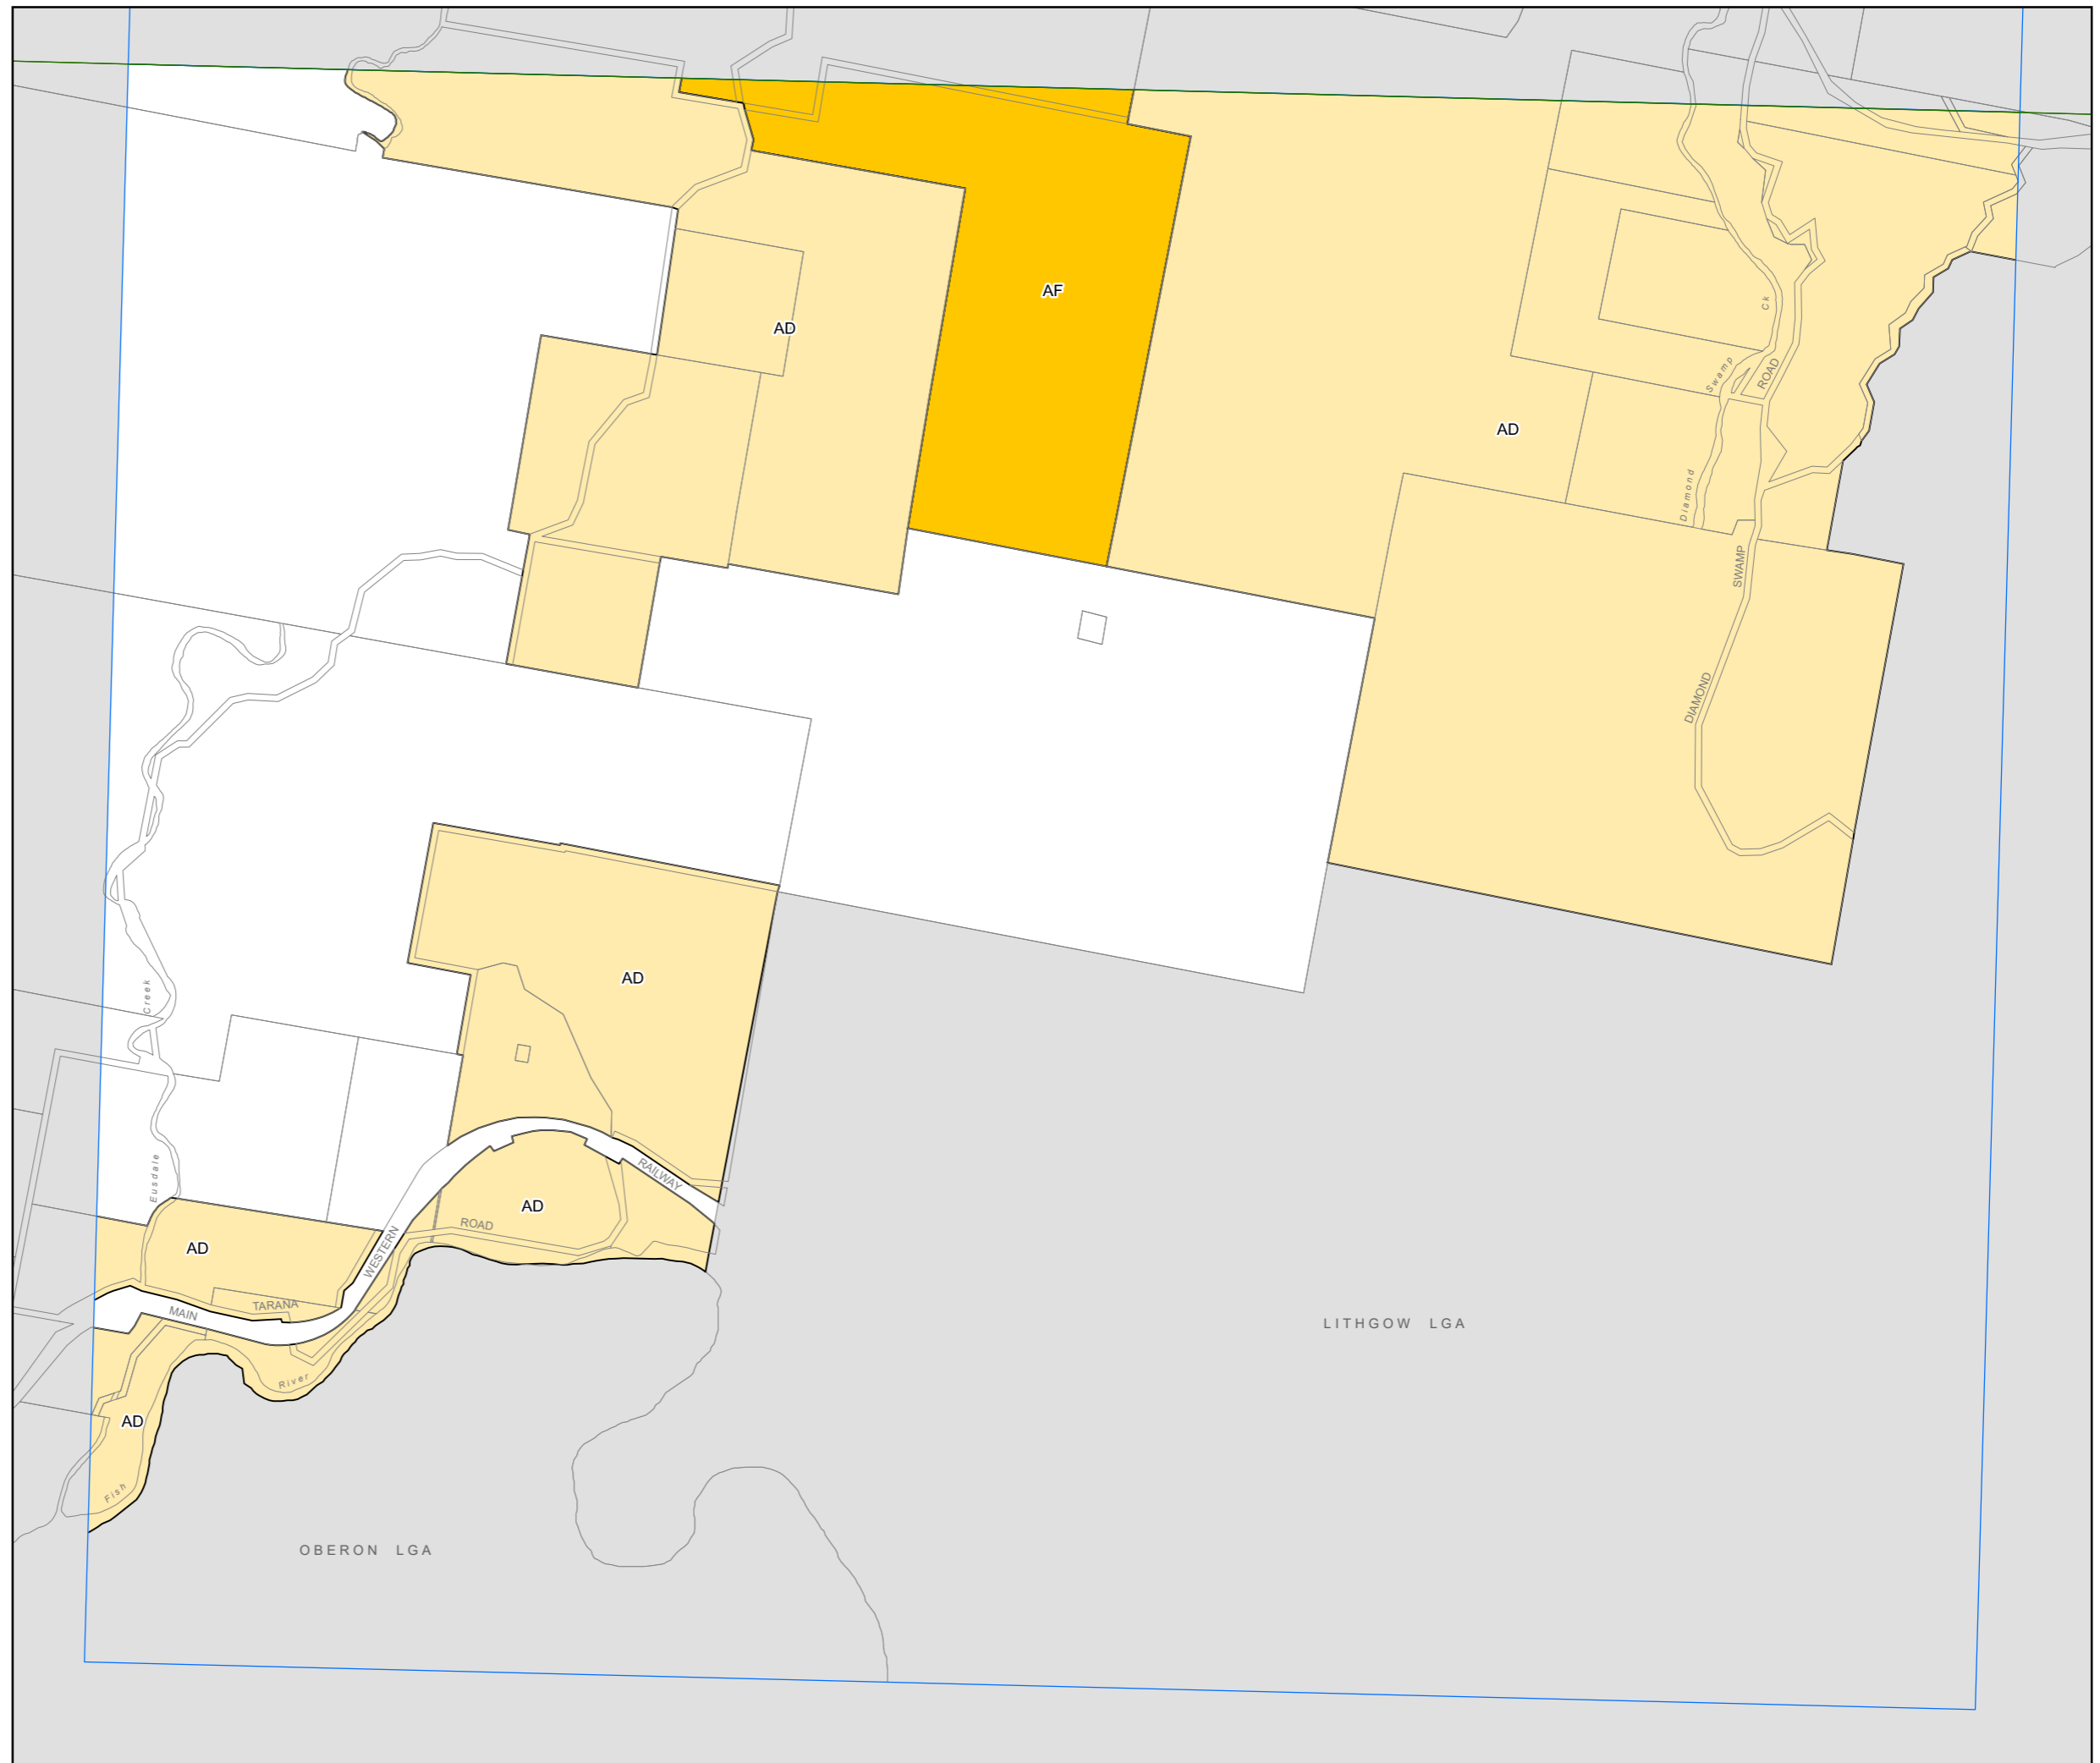 AF
AD
Ck
Swamp
ROAD
AD
Diamond
SWAMP
DIAMOND
AD
Creek
RAILWAY
Eusdale
AD
ROAD
AD
WESTERN
TARANA
MAIN
LITHGOW LGA
River
AD
Fish
OBERON LGA